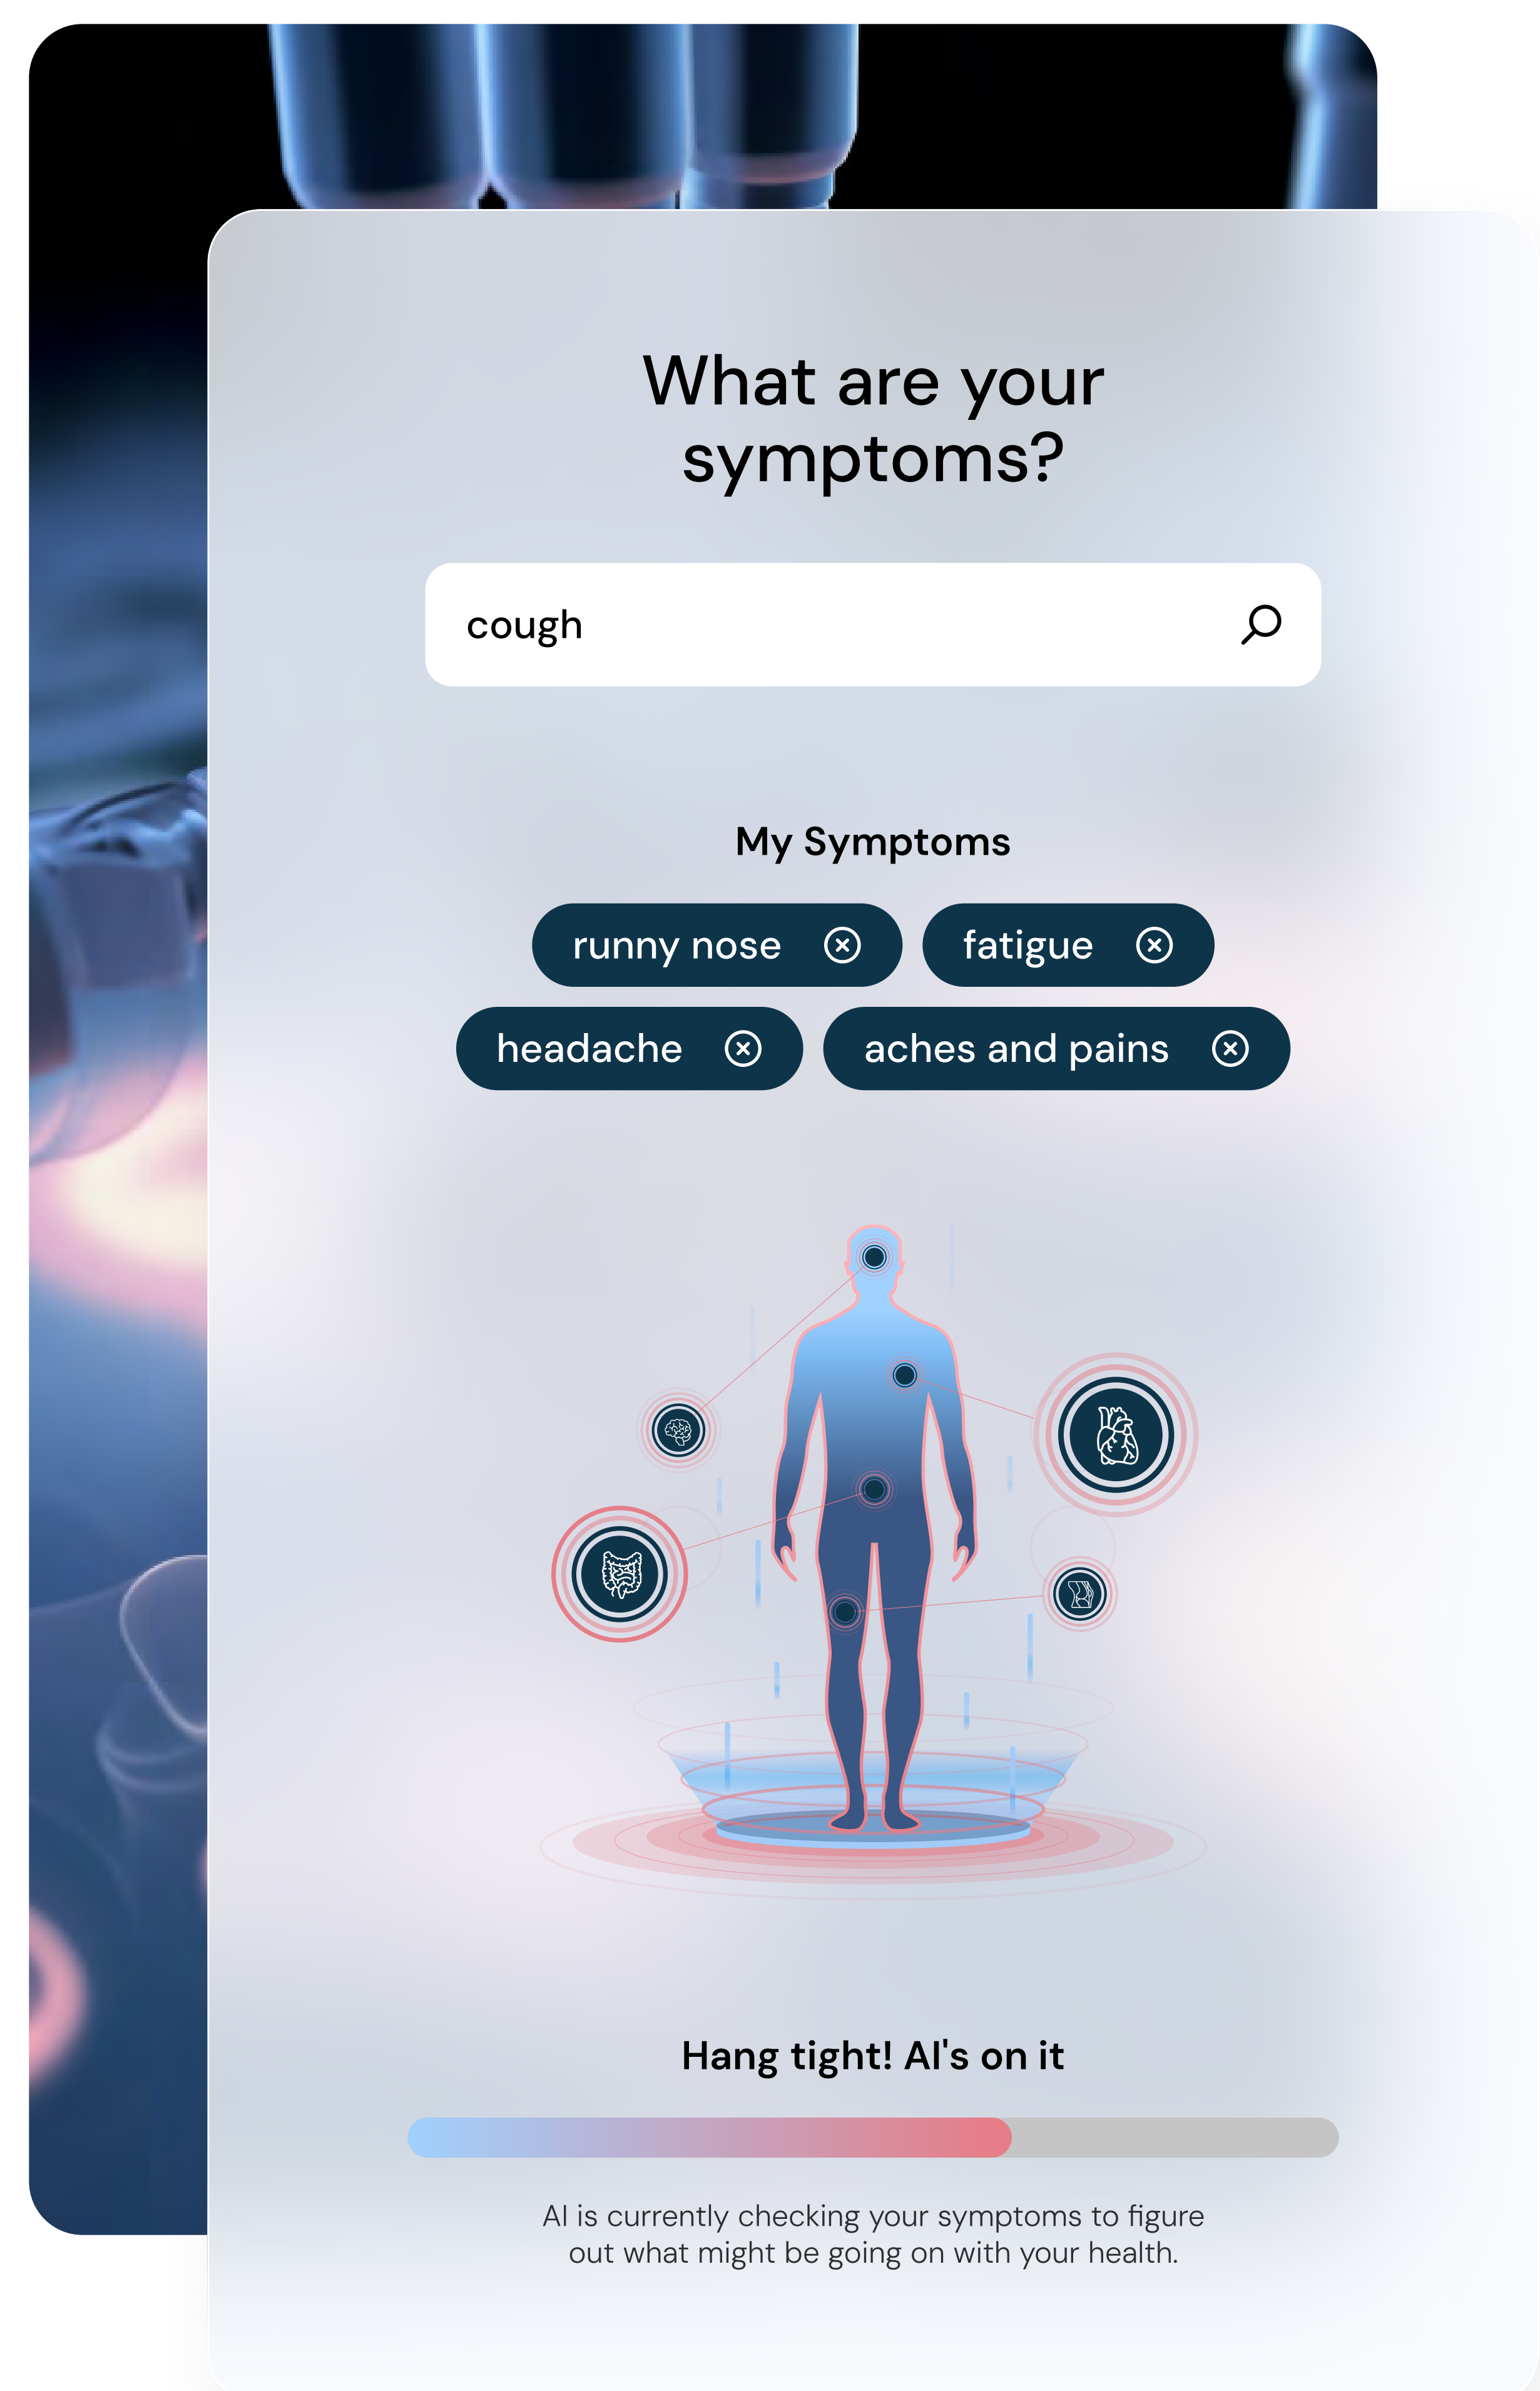 What are your
symptoms?
cough
My Symptoms
runny nose
fatigue
headache
aches and pains
Hang tight! AI's on it
AI is currently checking your symptoms to figure
out what might be going on with your health.